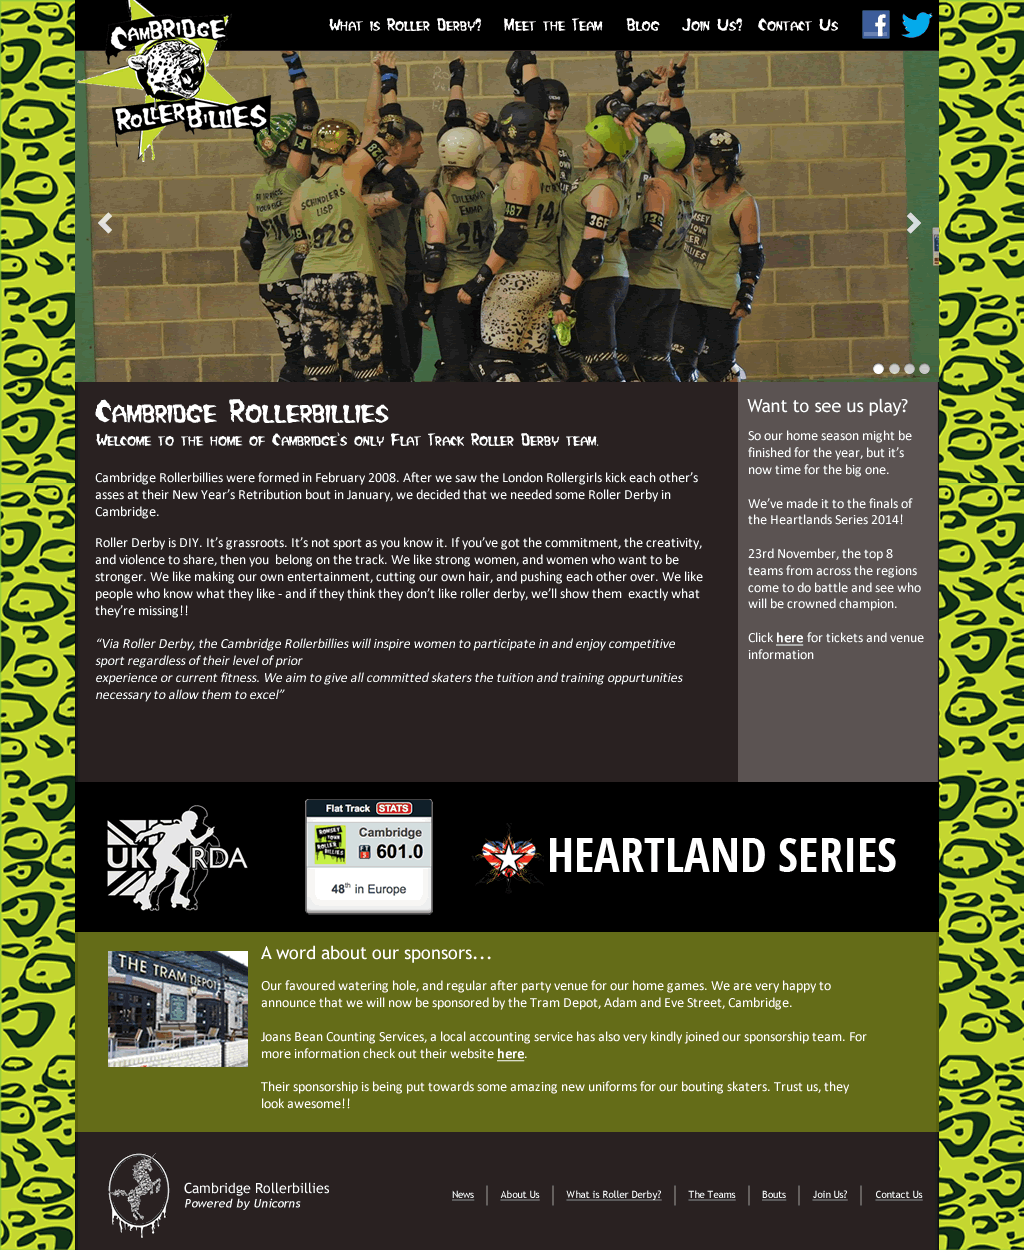 CAMBRIDGE
ROLLERBILLIES
What is Roller Derby? Meet the Team Blog Join Us? Contact Us
SCHINDLER'S
LISP
828
DILEMMA
EMMA
24
487
14
36F
Cambridge Rollerbillies
Welcome to the home of Cambridge's only Flat Track Roller Derby team.
Cambridge Rollerbillies were formed in February 2008. After we saw the London Rollergirls kick each other’s
asses at their New Year’s Retribution bout in January, we decided that we needed some Roller Derby in
Cambridge.
Roller Derby is DIY. It’s grassroots. It’s not sport as you know it. If you’ve got the commitment, the creativity,
and violence to share, then you belong on the track. We like strong women, and women who want to be
stronger. We like making our own entertainment, cutting our own hair, and pushing each other over. We like
people who know what they like - and if they think they don’t like roller derby, we’ll show them exactly what
they’re missing!!
“Via Roller Derby, the Cambridge Rollerbillies will inspire women to participate in and enjoy competitive
sport regardless of their level of prior
experience or current fitness. We aim to give all committed skaters the tuition and training oppurtunities
necessary to allow them to excel”
Want to see us play?
So our home season might be
finished for the year, but it’s
now time for the big one.
We’ve made it to the finals of
the Heartlands Series 2014!
23rd November, the top 8
teams from across the regions
come to do battle and see who
will be crowned champion.
Click here for tickets and venue
information
UK RDA
Flat Track STATS
ROMSEY
TOWN
ROLLER
BILLIES
Cambridge
601.0
48th in Europe
HEARTLAND SERIES
THE TRAM DEPOT
A word about our sponsors...
Our favoured watering hole, and regular after party venue for our home games. We are very happy to
announce that we will now be sponsored by the Tram Depot, Adam and Eve Street, Cambridge.
Joans Bean Counting Services, a local accounting service has also very kindly joined our sponsorship team. For
more information check out their website here.
Their sponsorship is being put towards some amazing new uniforms for our bouting skaters. Trust us, they
look awesome!!
Cambridge Rollerbillies
Powered by Unicorns
News About Us What is Roller Derby? The Teams Bouts Join Us? Contact Us